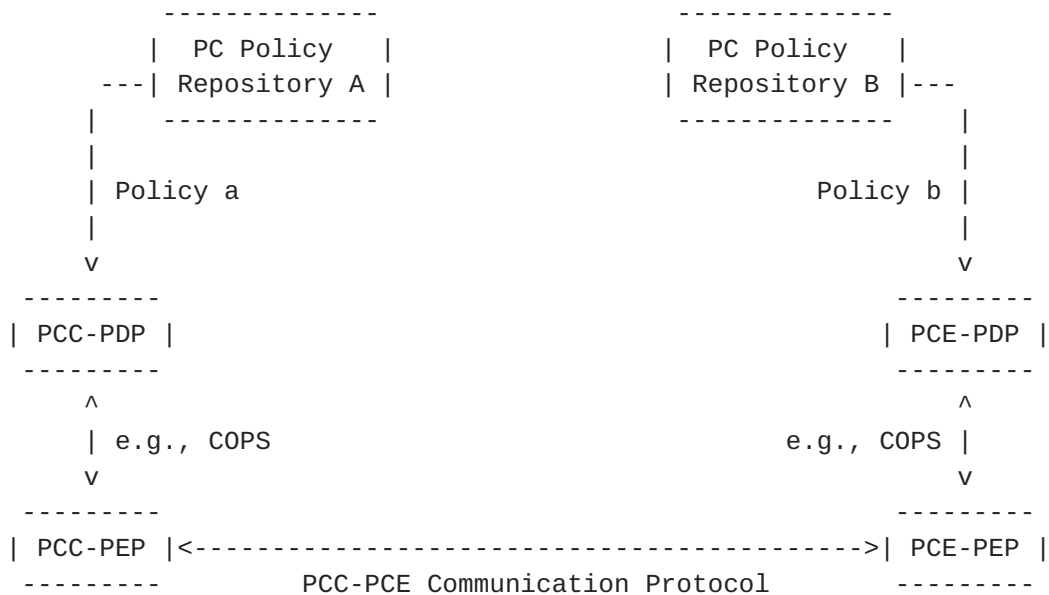 PC Policy PC Policy
Repository A Repository B
Policy a Policy b
PCC-PDP PCE-PDP
e.g., COPS e.g., COPS
PCC-PEP PCE-PEP
PCC-PCE Communication Protocol